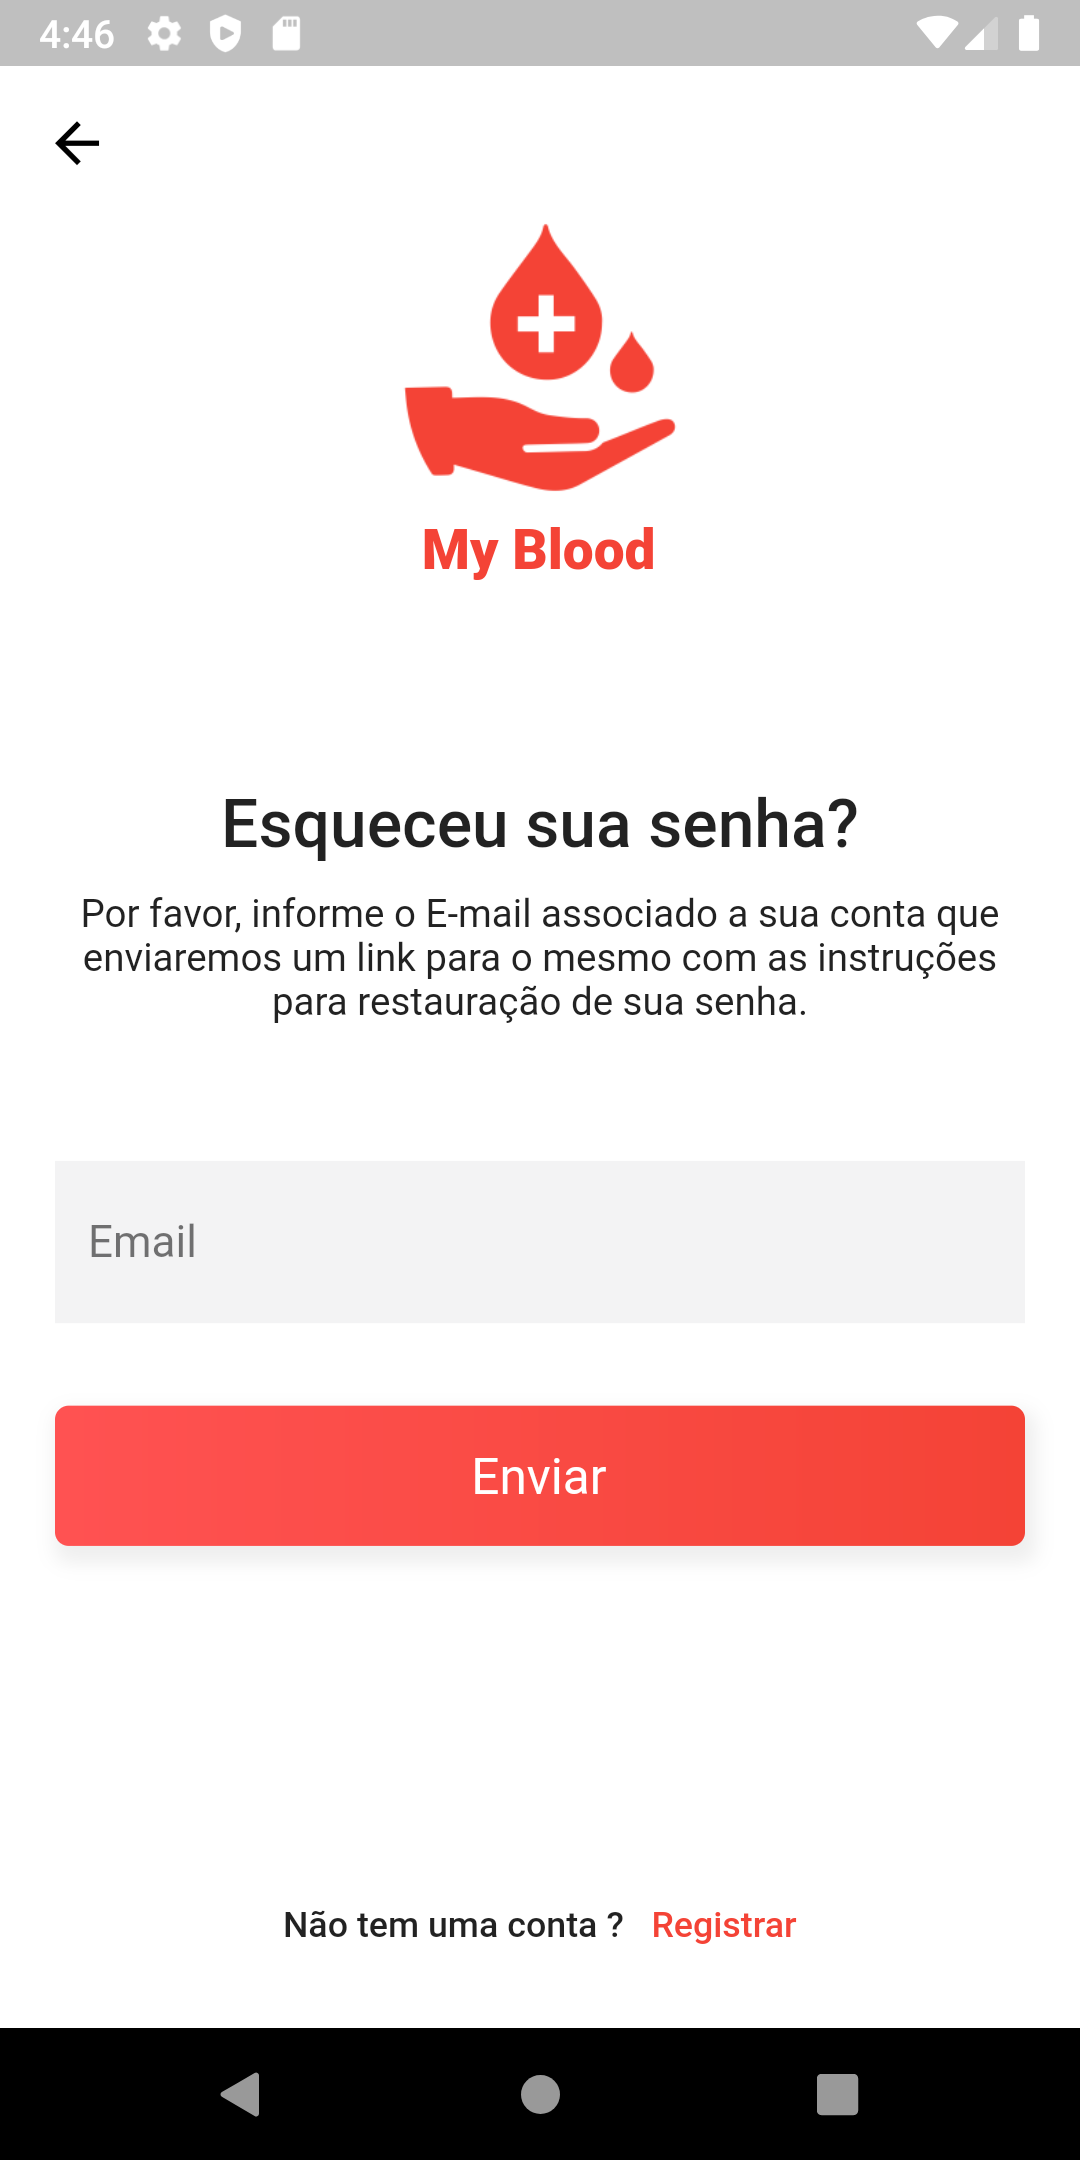 4:46
My Blood
Esqueceu sua senha?
Por favor, informe o E-mail associado a sua conta que
enviaremos um link para o mesmo com as instruções
para restauração de sua senha.
Email
Enviar
Não tem uma conta ? Registrar